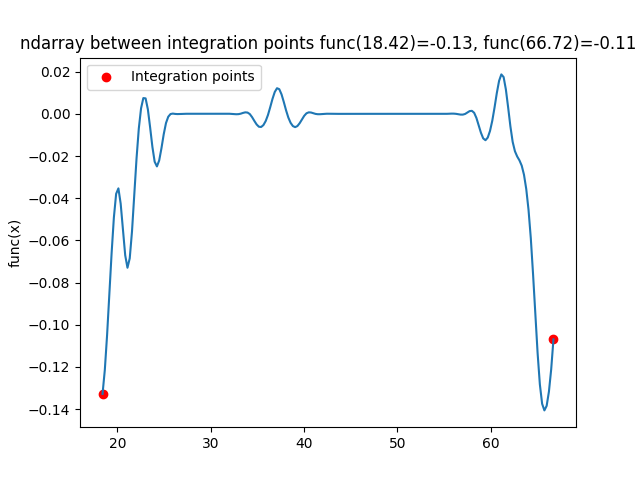 ndarray between integration points func(18.42)=-0.13, func(66.72)=-0.11
Integration points
func(x)
0.02
0.00
−0.02
−0.04
−0.06
−0.08
−0.10
−0.12
−0.14
20 30 40 50 60